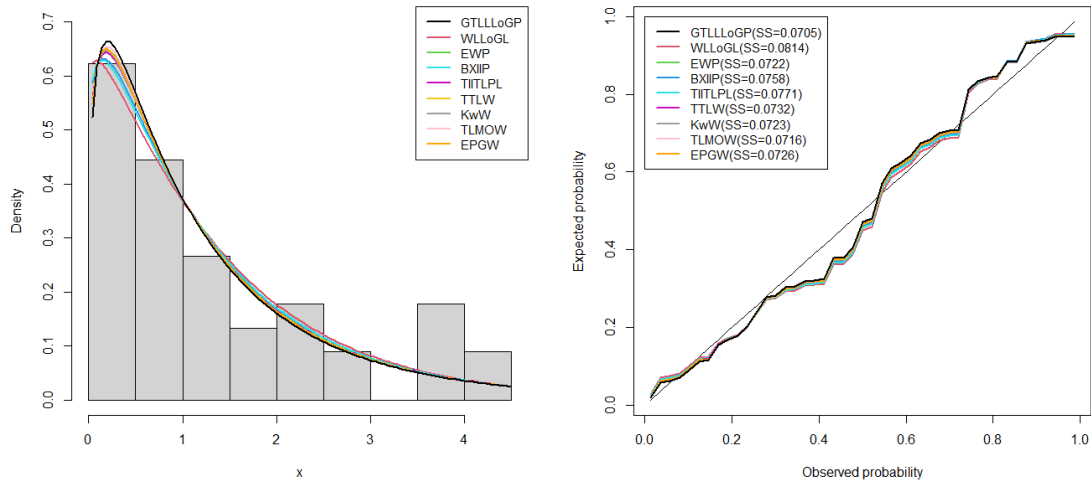 0.7
0.6
0.5
0.4
0.3
0.2
0.1
0.0
Density
0
1
2
3
4
x
GTLLLoGP
WLLoGL
EWP
BXIIP
TIITLPL
TTLW
KwW
TLMOW
EPGW
1.0
0.8
0.6
0.4
0.2
0.0
Expected probability
0.0
0.2
0.4
0.6
0.8
1.0
Observed probability
GTLLLoGP(SS=0.0705)
WLLoGL(SS=0.0814)
EWP(SS=0.0722)
BXIIP(SS=0.0758)
TIITLPL(SS=0.0771)
TTLW(SS=0.0732)
KwW(SS=0.0723)
TLMOW(SS=0.0716)
EPGW(SS=0.0726)